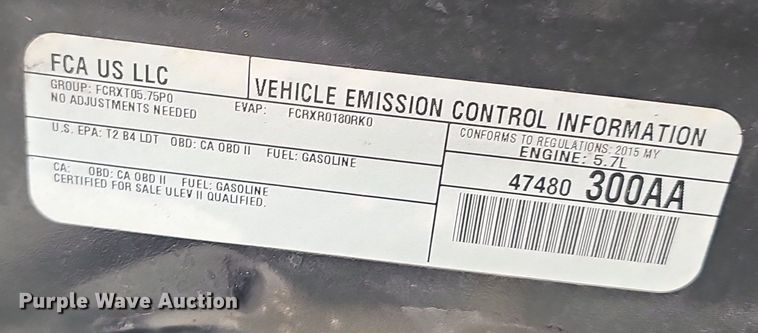 FCA US LLC
VEHICLE EMISSION CONTROL INFORMATION
GROUP: FCRXT05.75P0 EVAP: FCRXR0180RK0
NO ADJUSTMENTS NEEDED
CONFORMS TO REGULATIONS: 2015 MY
ENGINE: 5.7L
U.S. EPA: T2 B4 LDT OBD: CA OBD II FUEL: GASOLINE
47480 300AA
CA: OBD: CA OBD II FUEL: GASOLINE
CERTIFIED FOR SALE ULEV II QUALIFIED.
Purple Wave Auction